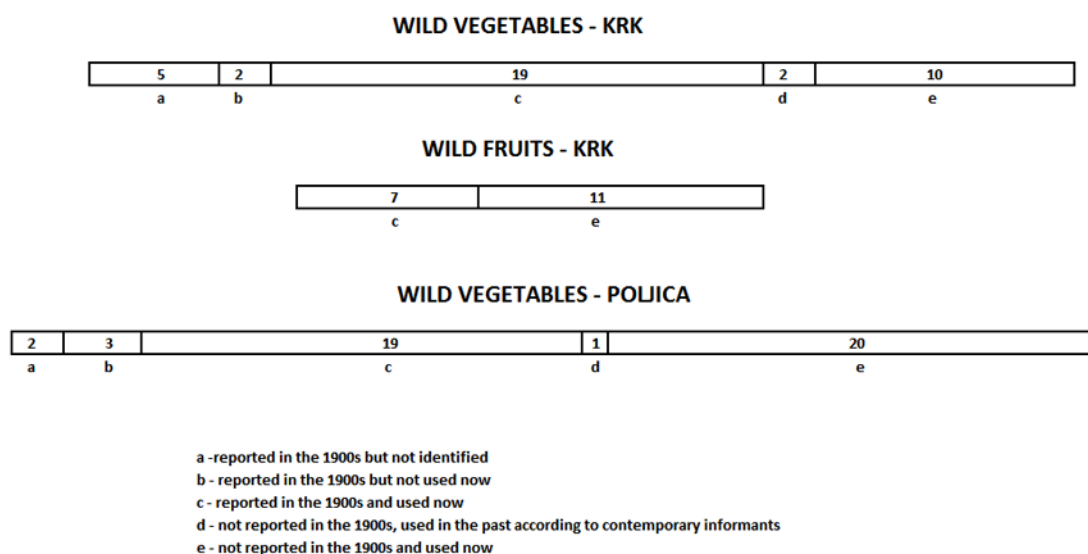 WILD VEGETABLES - KRK
5 2 19 2 10
a b c d e
WILD FRUITS - KRK
7 11
c e
WILD VEGETABLES - POLJICA
2 3 19 1 20
a b c d e
a -reported in the 1900s but not identified
b - reported in the 1900s but not used now
c - reported in the 1900s and used now
d - not reported in the 1900s, used in the past according to contemporary informants
e - not reported in the 1900s and used now